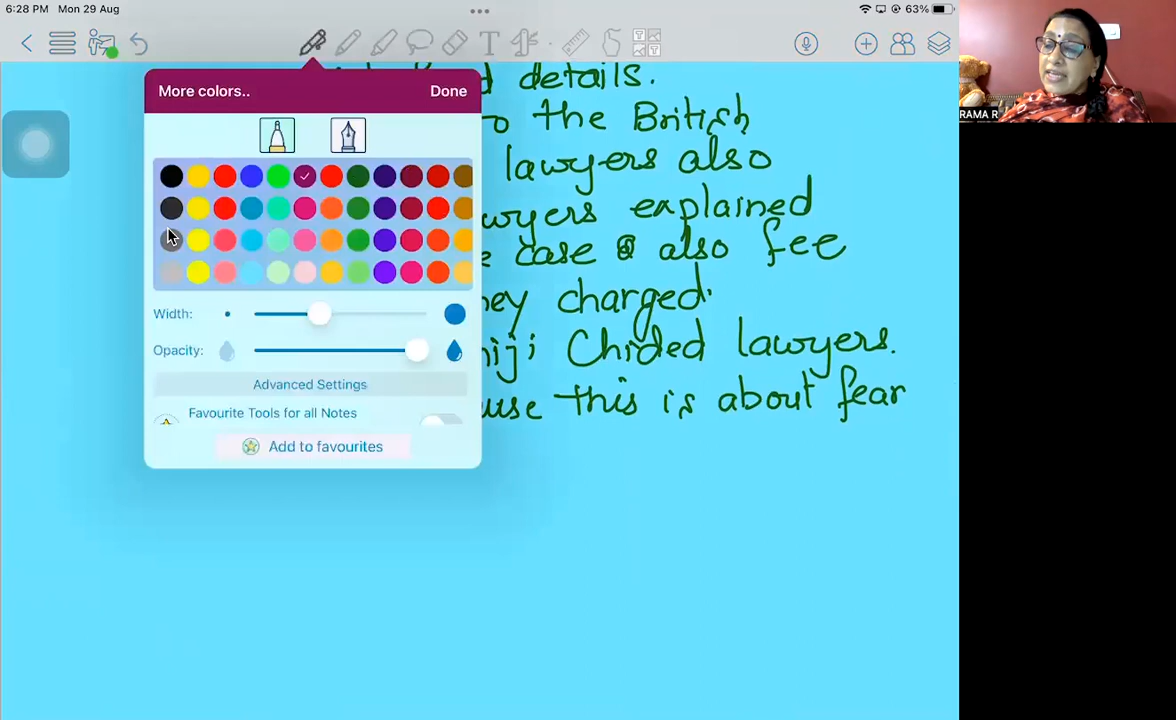 6:28 PM Mon 29 Aug
63%
RAMA R
More colors..
Done
Width:
Opacity:
Advanced Settings
Favourite Tools for all Notes
Add to favourites
details.
the British
lawyers also
wyers explained
case also fee
hey charged.
Chided lawyers.
use this is about fear